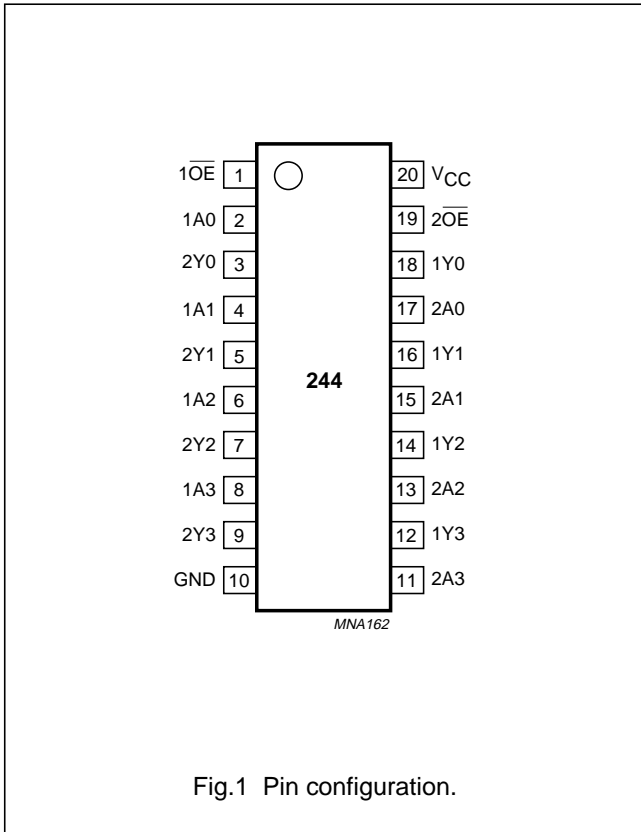 1O̅E̅ 1 20 VCC
1A0 2 19 2O̅E̅
2Y0 3 18 1Y0
1A1 4 17 2A0
2Y1 5 16 1Y1
244
1A2 6 15 2A1
2Y2 7 14 1Y2
1A3 8 13 2A2
2Y3 9 12 1Y3
GND 10 11 2A3
MNA162
Fig.1 Pin configuration.